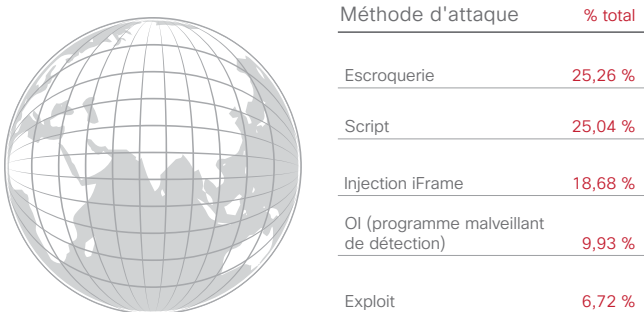 Méthode d'attaque % total
Escroquerie 25,26 %
Script 25,04 %
Injection iFrame 18,68 %
OI (programme malveillant
de détection) 9,93 %
Exploit 6,72 %